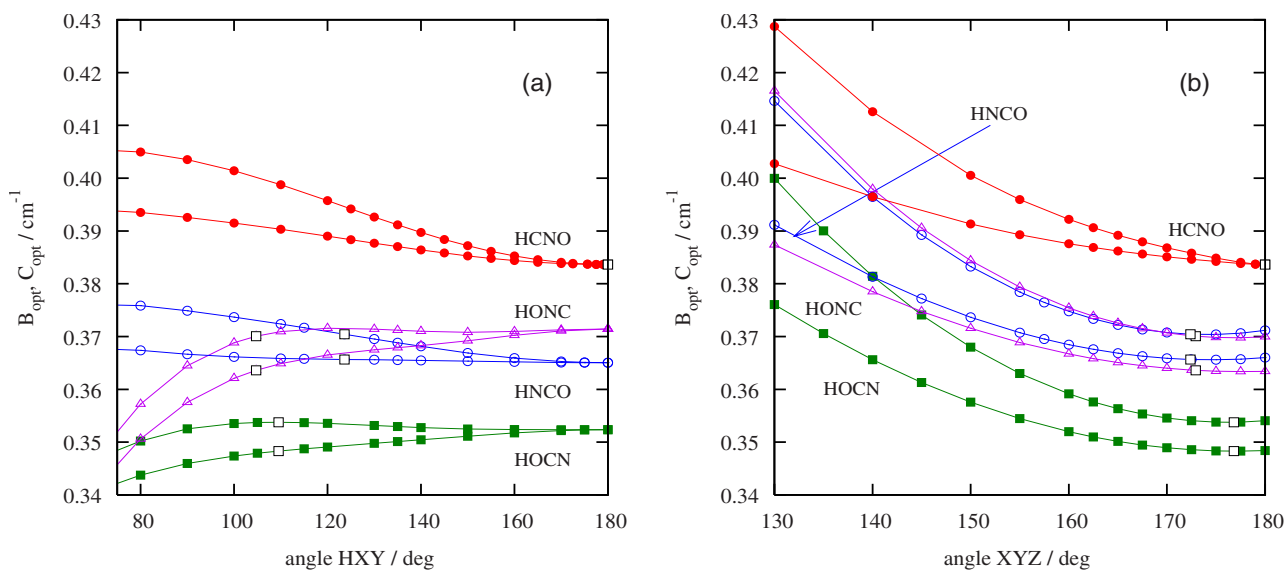 0.43
0.42
0.41
0.40
0.39
0.38
0.37
0.36
0.35
0.34
B_opt, C_opt / cm^-1
80 100 120 140 160 180
angle HXY / deg
(a)
HCNO
HONC
HNCO
HOCN
0.43
0.42
0.41
0.40
0.39
0.38
0.37
0.36
0.35
0.34
B_opt, C_opt / cm^-1
130 140 150 160 170 180
angle XYZ / deg
(b)
HNCO
HCNO
HONC
HOCN